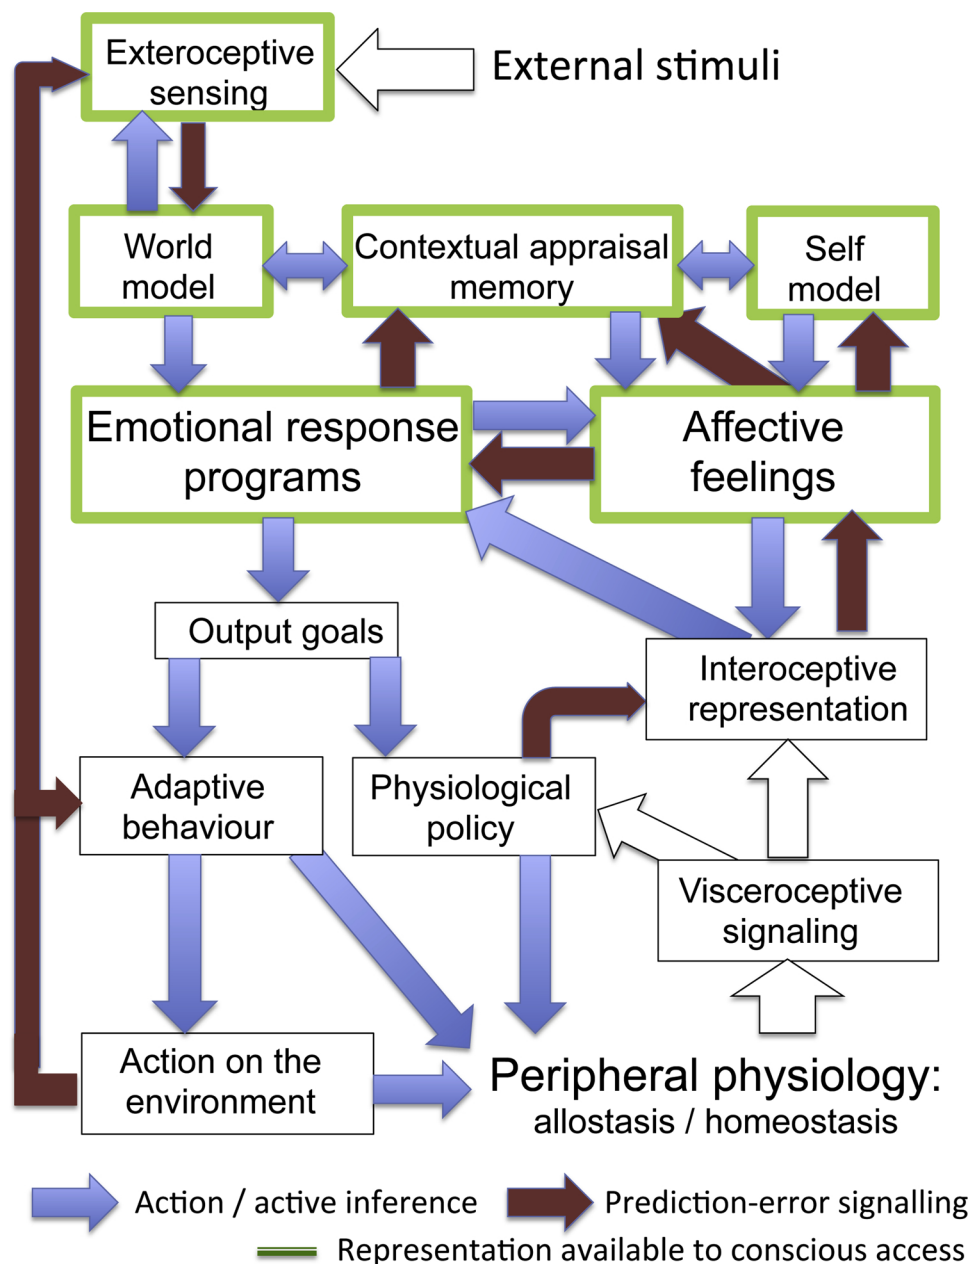 Exteroceptive
sensing
External stimuli
World
model
Contextual appraisal
memory
Self
model
Emotional response
programs
Affective
feelings
Output goals
Interoceptive
representation
Adaptive
behaviour
Physiological
policy
Visceroceptive
signaling
Action on the
environment
Peripheral physiology:
allostasis / homeostasis
Action / active inference
Prediction-error signalling
Representation available to conscious access